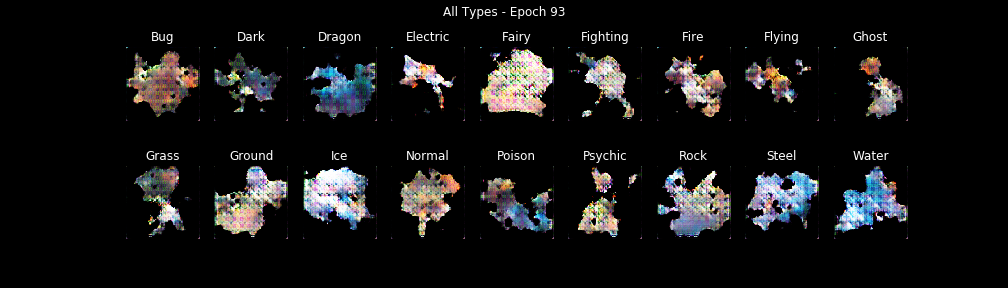 All Types - Epoch 93
Bug Dark Dragon Electric Fairy Fighting Fire Flying Ghost
Grass Ground Ice Normal Poison Psychic Rock Steel Water